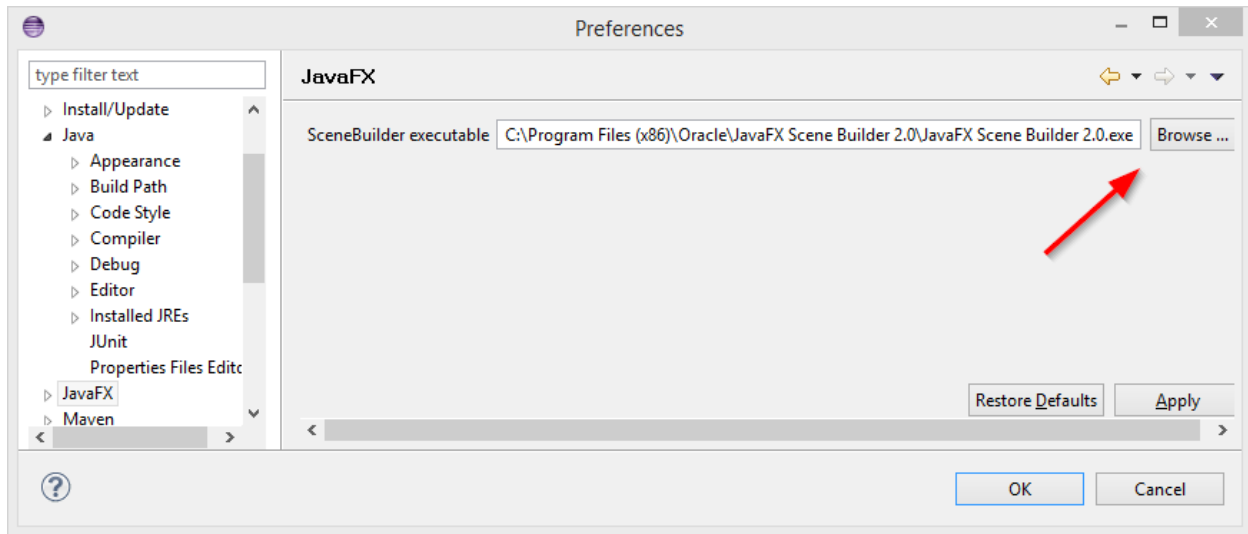 Preferences
type filter text
Install/Update
Java
Appearance
Build Path
Code Style
Compiler
Debug
Editor
Installed JREs
JUnit
Properties Files Edito
JavaFX
Maven
JavaFX
SceneBuilder executable C:\Program Files (x86)\Oracle\JavaFX Scene Builder 2.0\JavaFX Scene Builder 2.0.exe Browse ...
Restore Defaults Apply
OK Cancel